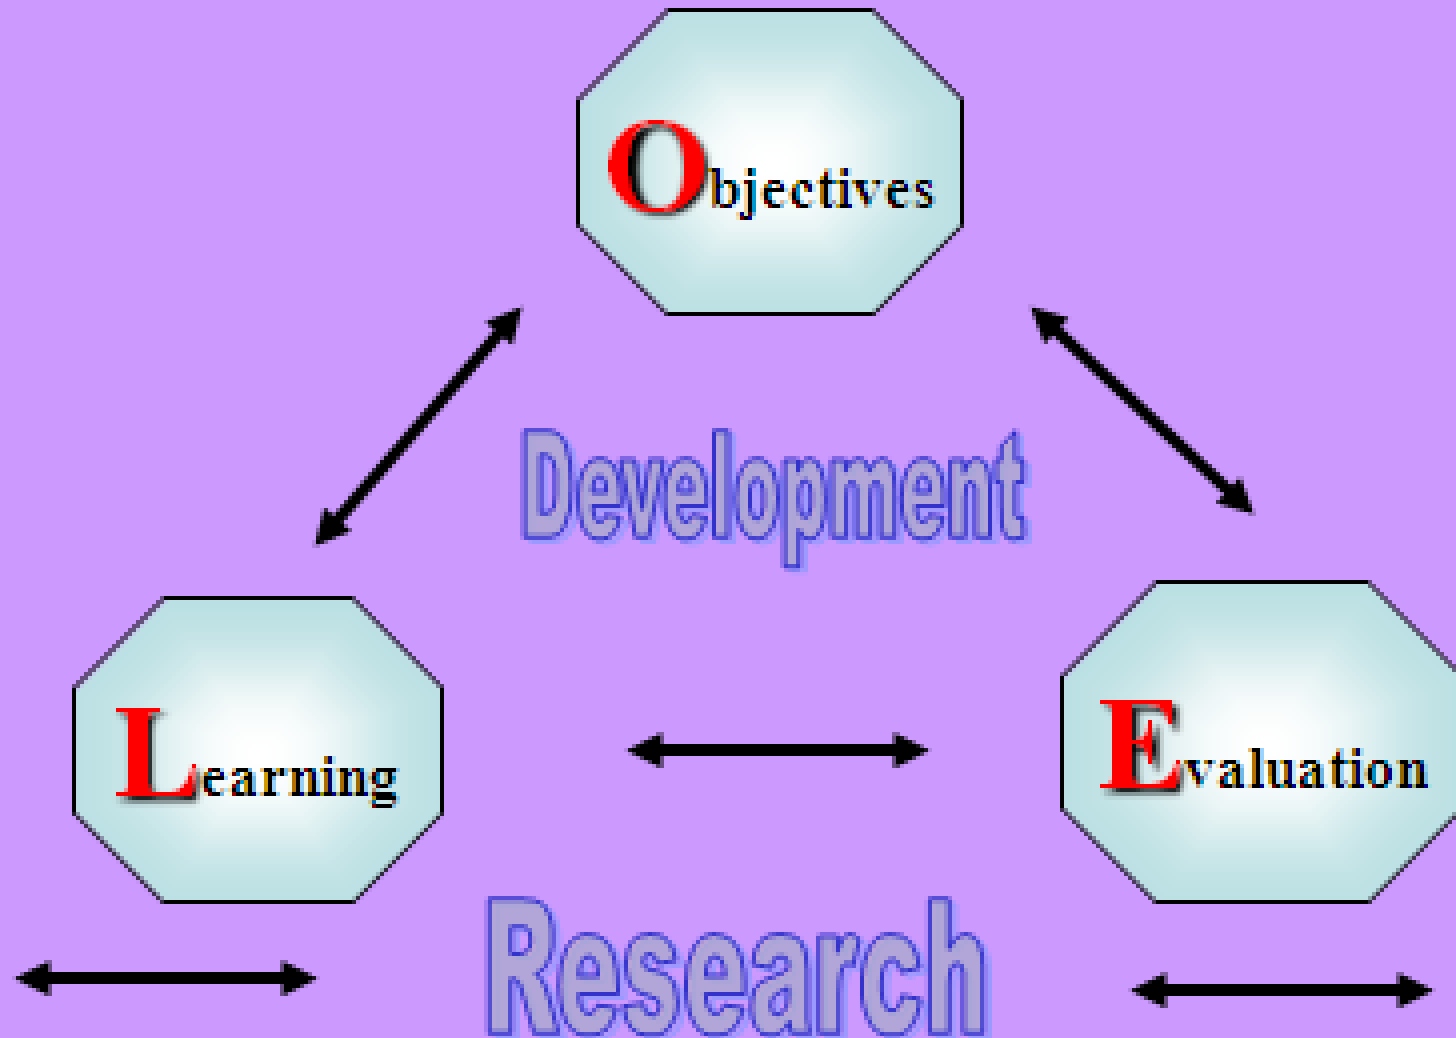 Objectives
Development
Learning
Evaluation
Research